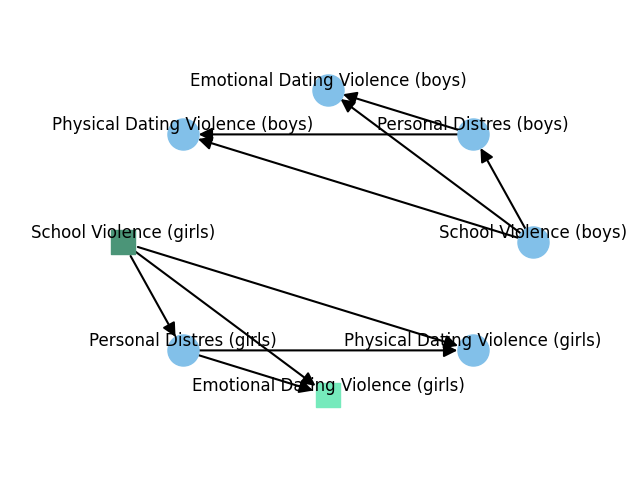 Emotional Dating Violence (boys)
Physical Dating Violence (boys)
Personal Distres (boys)
School Violence (girls)
School Violence (boys)
Personal Distres (girls)
Physical Dating Violence (girls)
Emotional Dating Violence (girls)